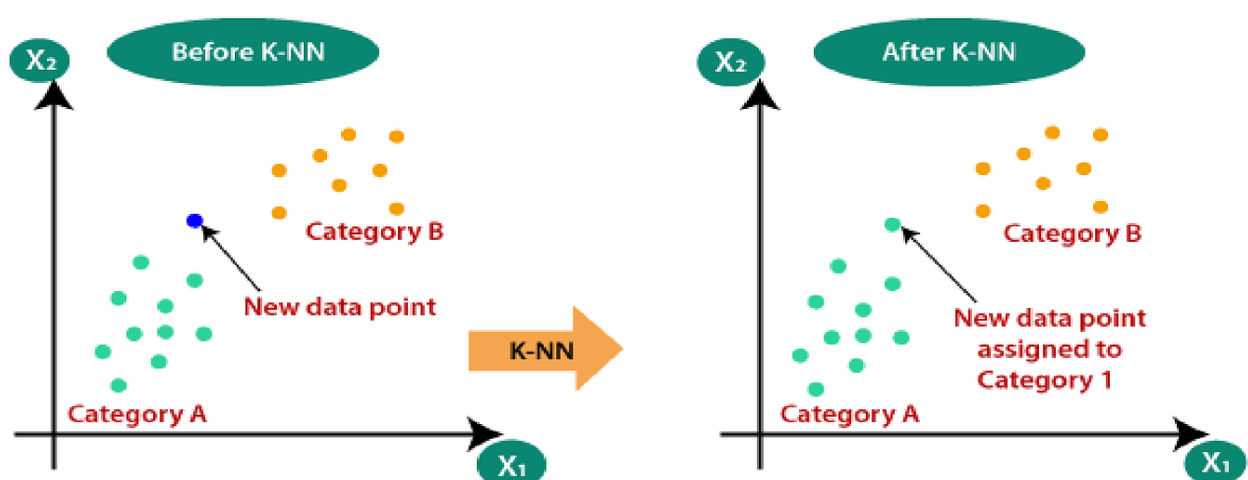 Before K-NN
X₂
Category B
New data point
Category A
X₁
K-NN
After K-NN
X₂
Category B
New data point
assigned to
Category 1
Category A
X₁